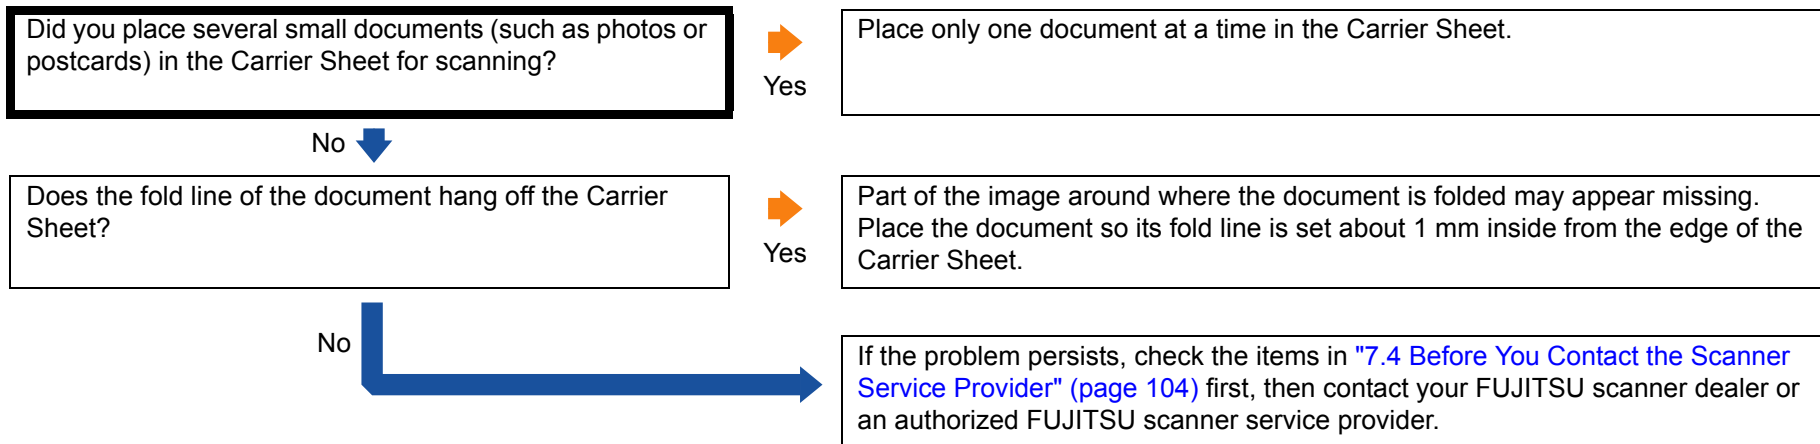 Did you place several small documents (such as photos or
postcards) in the Carrier Sheet for scanning?
Yes
Place only one document at a time in the Carrier Sheet.
No
Does the fold line of the document hang off the Carrier
Sheet?
Yes
Part of the image around where the document is folded may appear missing.
Place the document so its fold line is set about 1 mm inside from the edge of the
Carrier Sheet.
No
If the problem persists, check the items in "7.4 Before You Contact the Scanner
Service Provider" (page 104) first, then contact your FUJITSU scanner dealer or
an authorized FUJITSU scanner service provider.